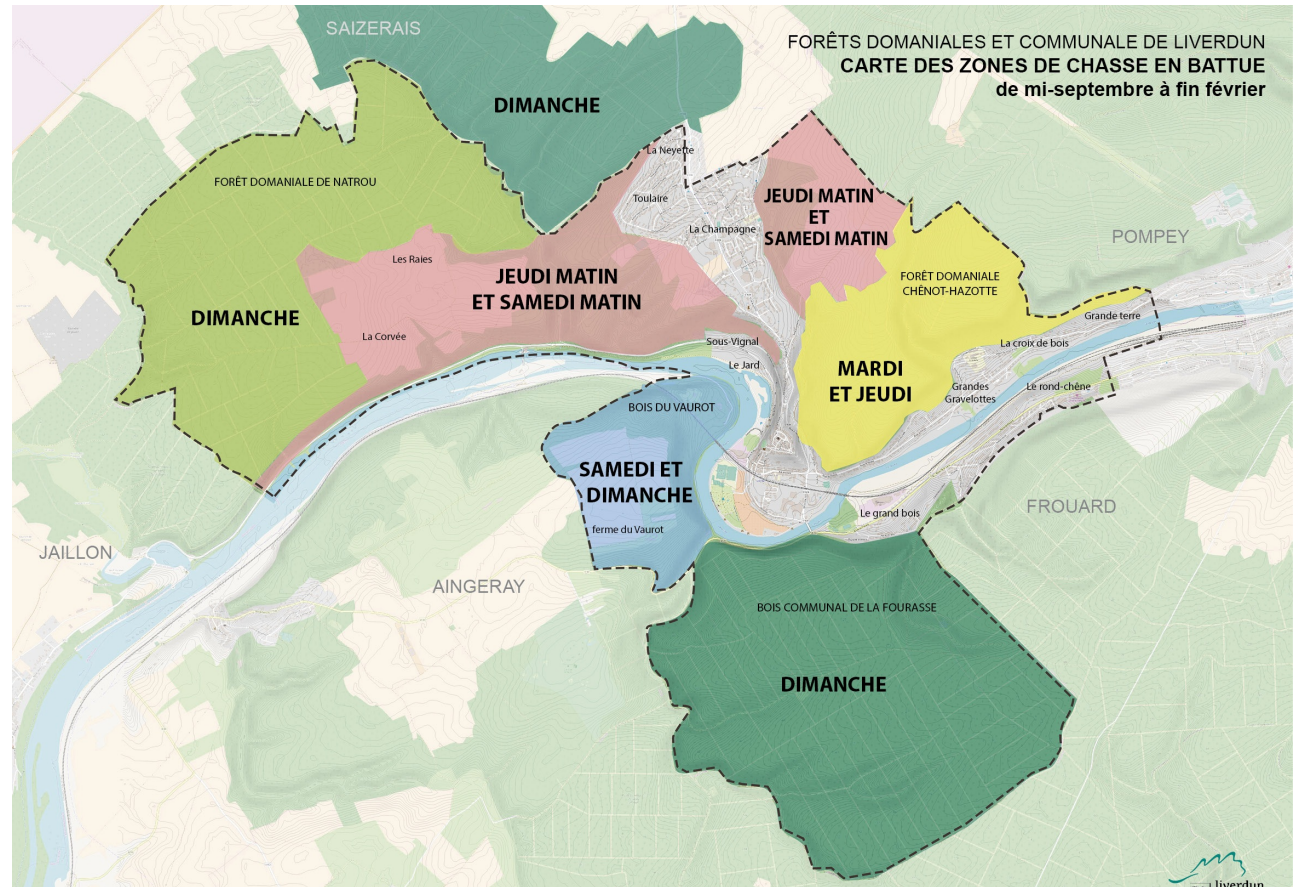 SAIZERAIS
FORÊTS DOMANIALES ET COMMUNALE DE LIVERDUN
CARTE DES ZONES DE CHASSE EN BATTUE
de mi-septembre à fin février
DIMANCHE
La Neyette
FORÊT DOMANIALE DE NATROU
Toulaire
JEUDI MATIN
ET
SAMEDI MATIN
La Champagne
POMPEY
Les Raies
JEUDI MATIN
ET SAMEDI MATIN
FORÊT DOMANIALE
CHÊNOT-HAZOTTE
DIMANCHE
La Corvée
Grande terre
Sous-Vignal
La croix de bois
Le Jard
MARDI
ET JEUDI
Grandes
Gravelottes
Le rond-chêne
BOIS DU VAUROT
SAMEDI ET
DIMANCHE
ferme du Vaurot
Le grand bois
FROUARD
JAILLON
AINGERAY
BOIS COMMUNAL DE LA FOURASSE
DIMANCHE
liverdun